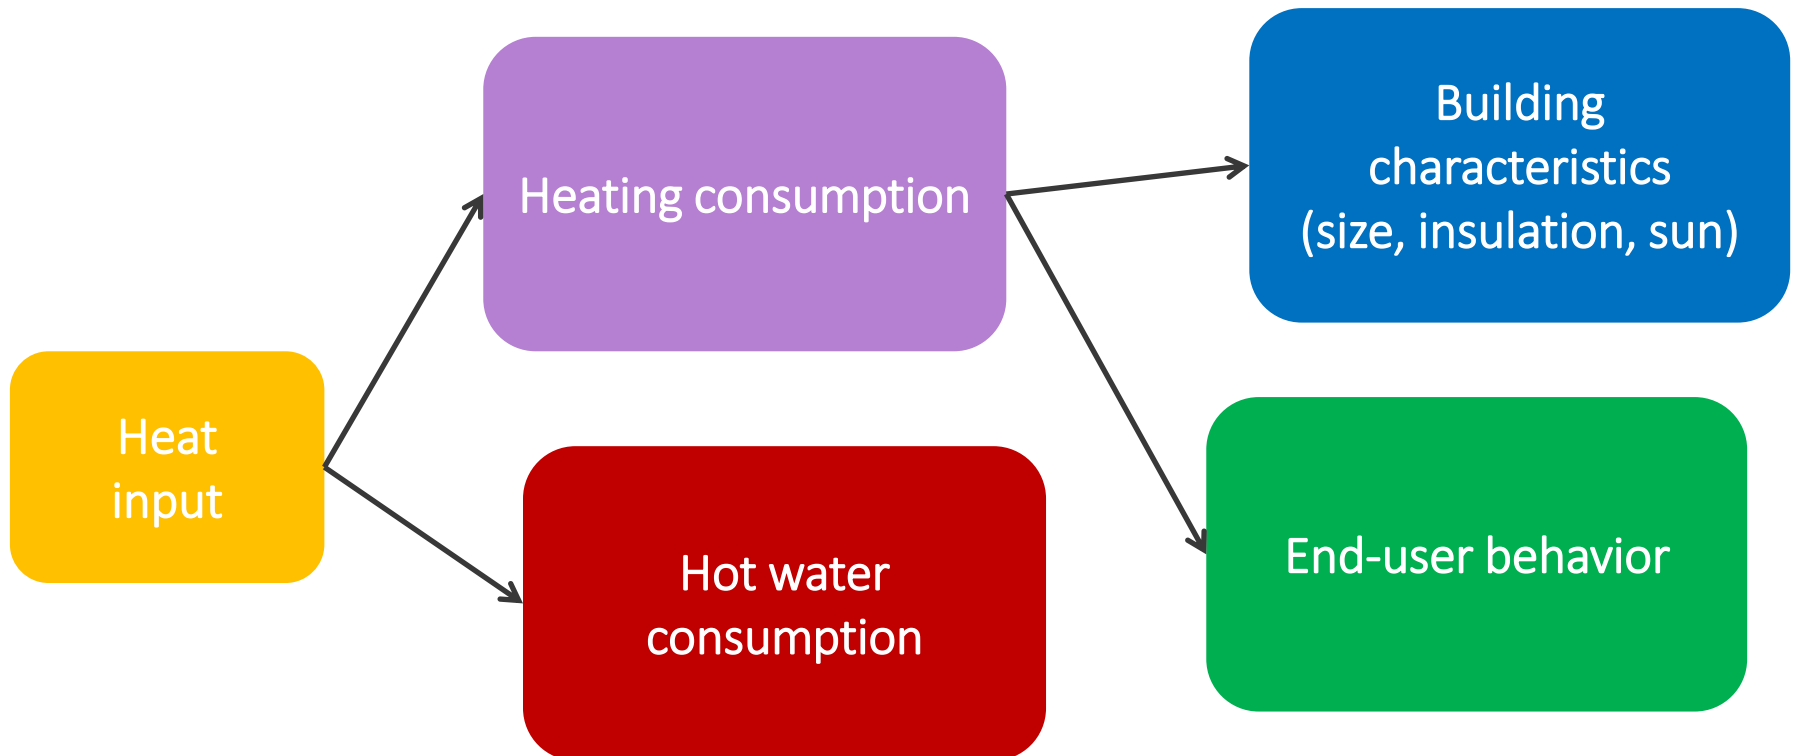 Heat
input
Heating consumption
Hot water
consumption
Building
characteristics
(size, insulation, sun)
End-user behavior